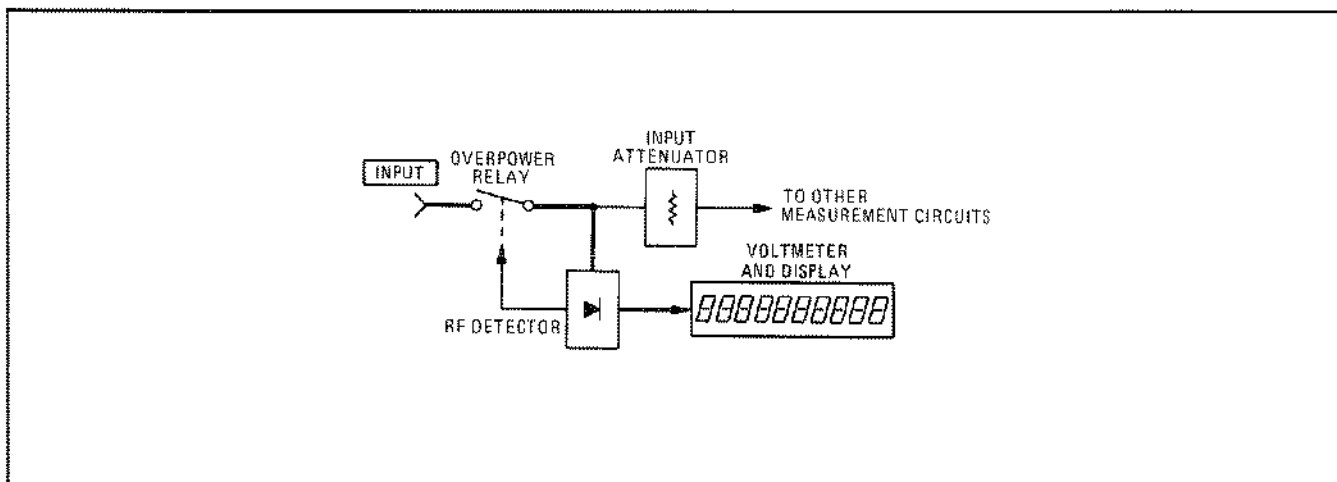 INPUT
OVERPOWER
RELAY
INPUT
ATTENUATOR
TO OTHER
MEASUREMENT CIRCUITS
VOLTMETER
AND DISPLAY
8888888888
RF DETECTOR